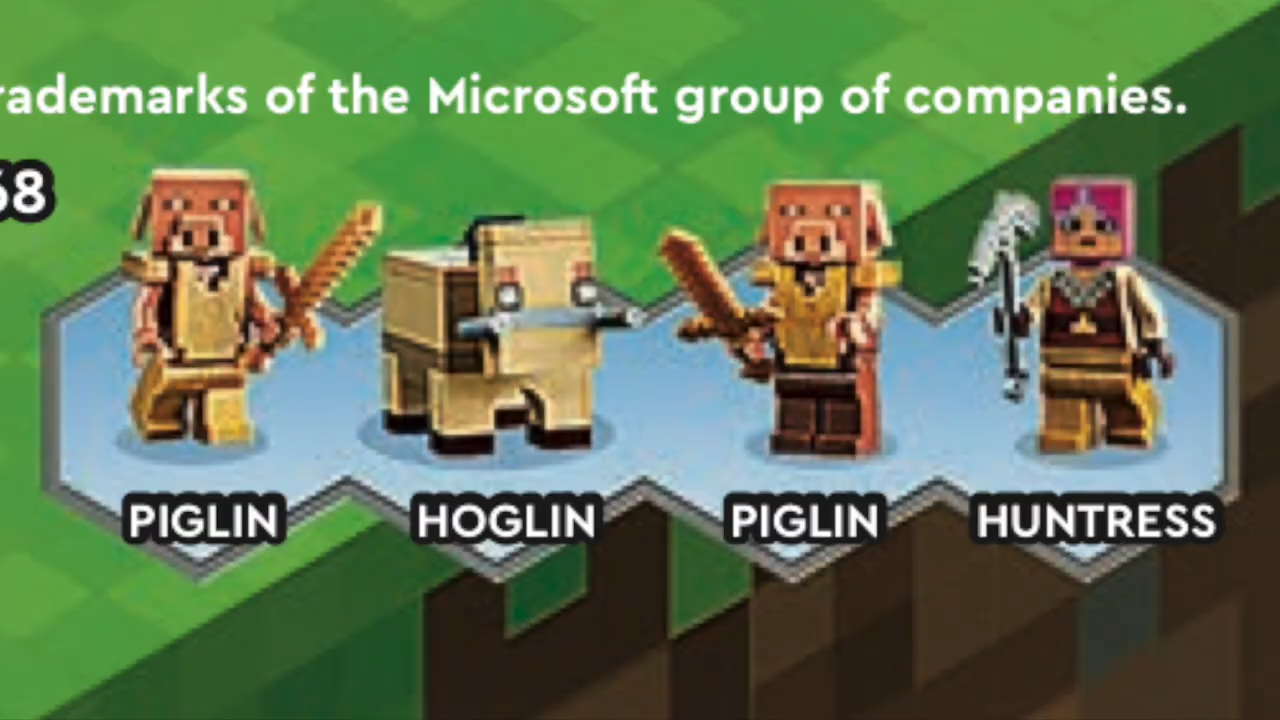 rademarks of the Microsoft group of companies.
68
PIGLIN
HOGLIN
PIGLIN
HUNTRESS